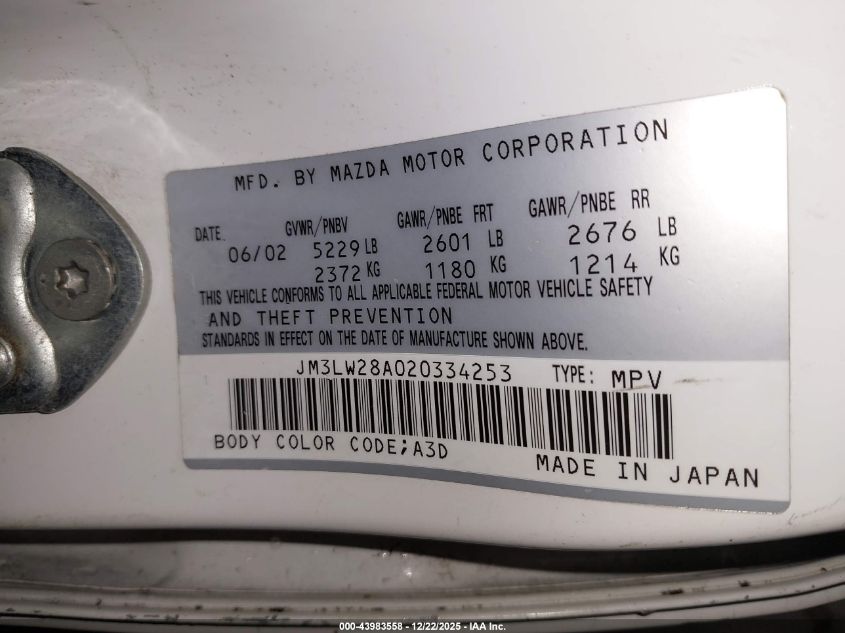 MFD. BY MAZDA MOTOR CORPORATION
DATE GVWR/PNBV GAWR/PNBE FRT GAWR/PNBE RR
06/02 5229 LB 2601 LB 2676 LB
2372 KG 1180 KG 1214 KG
THIS VEHICLE CONFORMS TO ALL APPLICABLE FEDERAL MOTOR VEHICLE SAFETY
AND THEFT PREVENTION
STANDARDS IN EFFECT ON THE DATE OF MANUFACTURE SHOWN ABOVE.
JM3LW28A020334253 TYPE: MPV
BODY COLOR CODE;A3D
MADE IN JAPAN
000-43983558 - 12/22/2025 - IAA Inc.